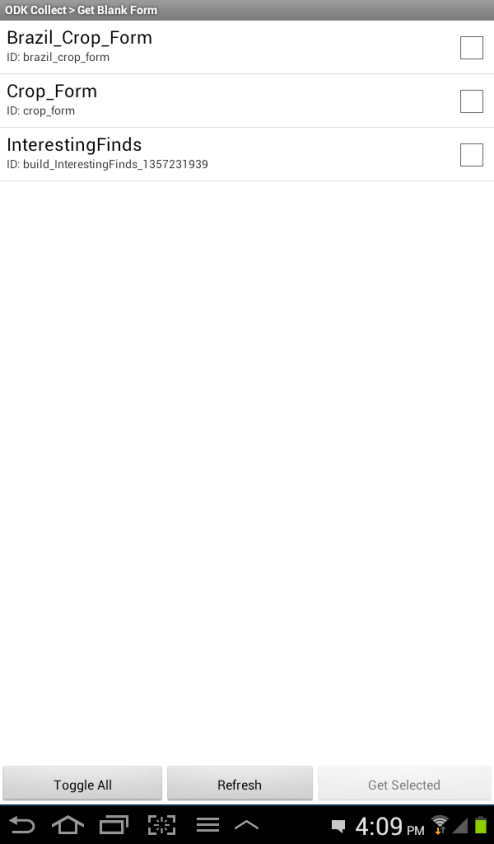 ODK Collect > Get Blank Form
Brazil_Crop_Form
ID: brazil_crop_form
Crop_Form
ID: crop_form
InterestingFinds
ID: build_InterestingFinds_1357231939
Toggle All
Refresh
Get Selected
4:09 PM